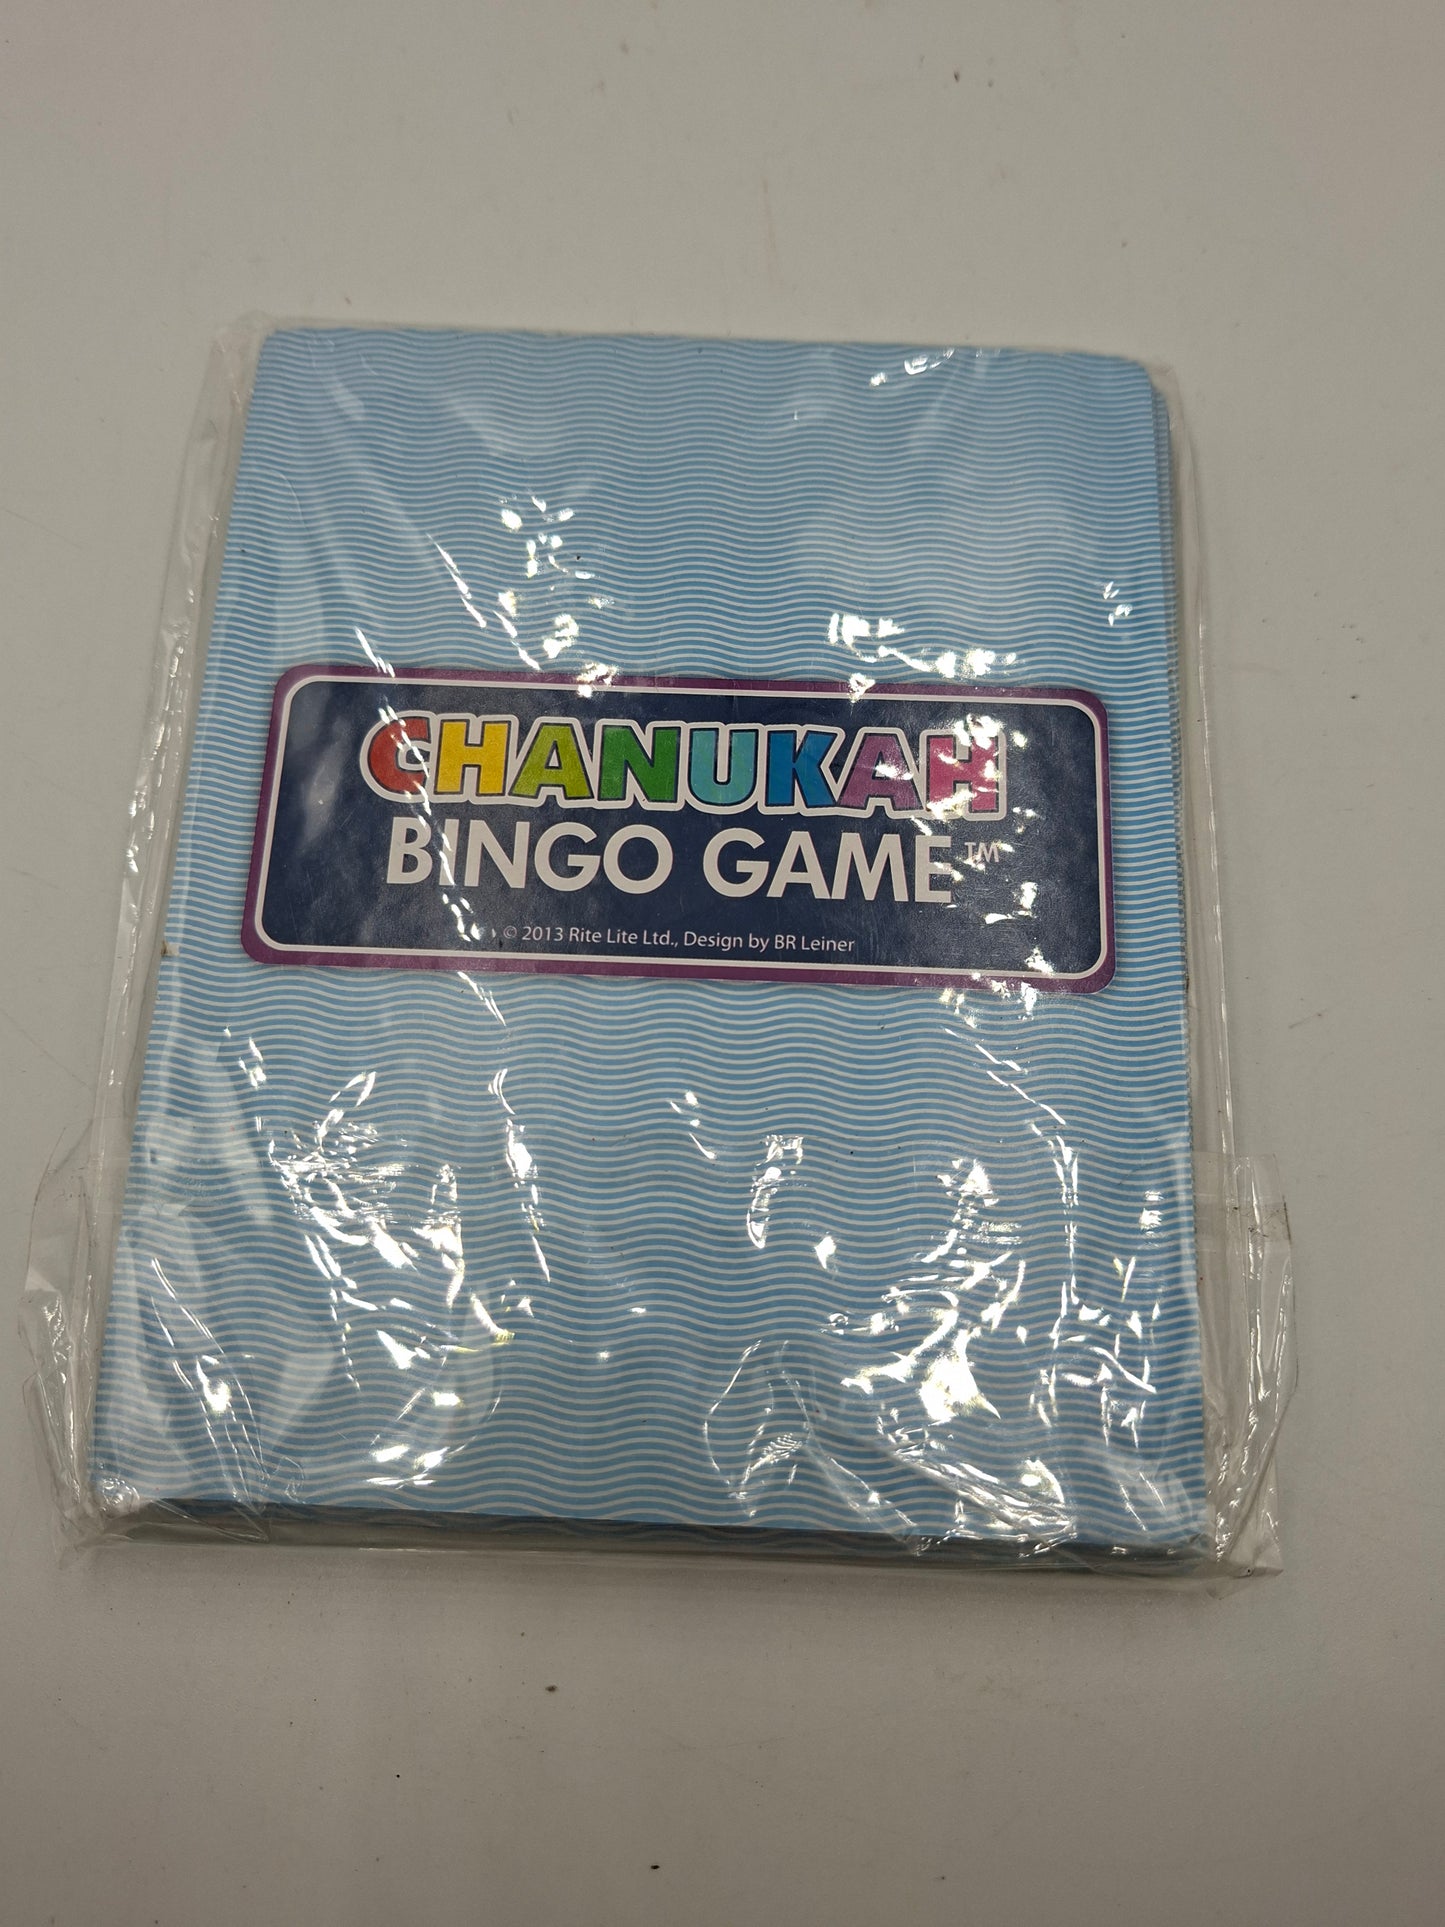 CHANUKAH
BINGO GAME™
© 2013 Rite Lite Ltd., Design by BR Leiner